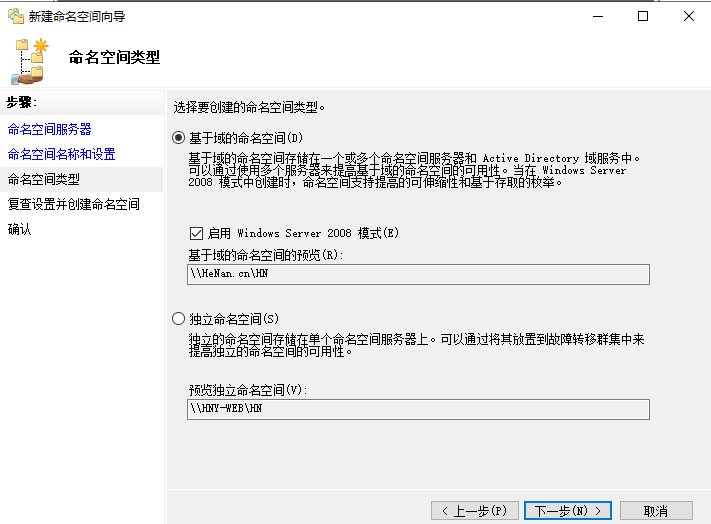 新建命名空间向导
命名空间类型
步骤:
命名空间服务器
命名空间名称和设置
命名空间类型
复查设置并创建命名空间
确认
选择要创建的命名空间类型。
基于域的命名空间(D)
基于域的命名空间存储在一个或多个命名空间服务器和 Active Directory 域服务中。
可以通过使用多个服务器来提高基于域的命名空间的可用性。当在 Windows Server
2008 模式中创建时，命名空间支持提高的可伸缩性和基于存取的枚举。
启用 Windows Server 2008 模式(E)
基于域的命名空间的预览(R):
\\HeNan.cn\HN
独立命名空间(S)
独立的命名空间存储在单个命名空间服务器上。可以通过将其放置到故障转移群集中来
提高独立的命名空间的可用性。
预览独立命名空间(V):
\\HNY-WEB\HN
< 上一步(P)
下一步(N) >
取消